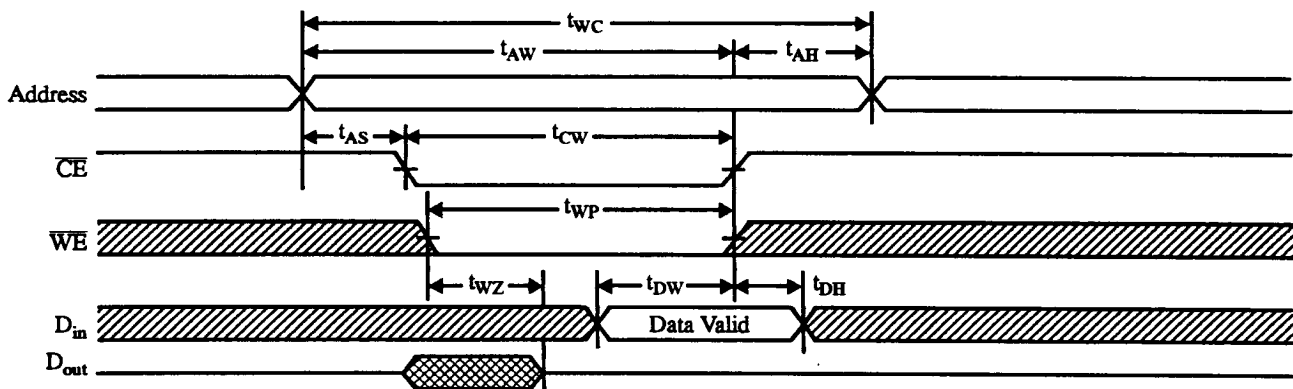 tWC
tAW tAH
Address
tAS tCW
CE
tWP
WE
tWZ tDW tDH
Din Data Valid
Dout